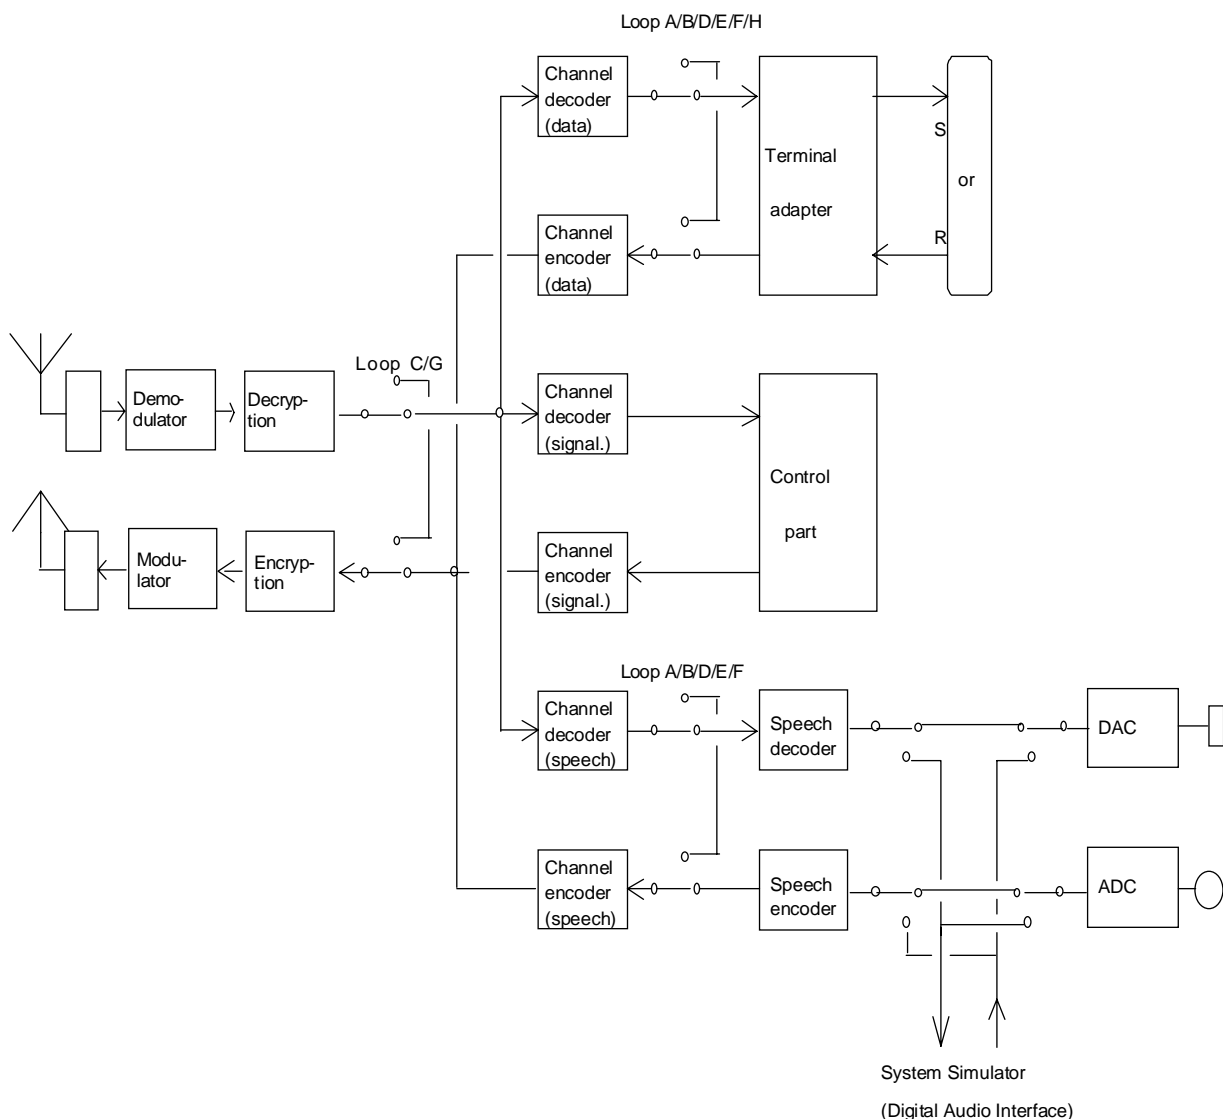 Loop A/B/D/E/F/H
Channel
decoder
(data)
Terminal
adapter
S
or
R
Channel
encoder
(data)
Loop C/G
Demo-
dulator
Decryp-
tion
Channel
decoder
(signal.)
Control
part
Modu-
lator
Encryp-
tion
Channel
encoder
(signal.)
Loop A/B/D/E/F
Channel
decoder
(speech)
Speech
decoder
DAC
Channel
encoder
(speech)
Speech
encoder
ADC
System Simulator
(Digital Audio Interface)